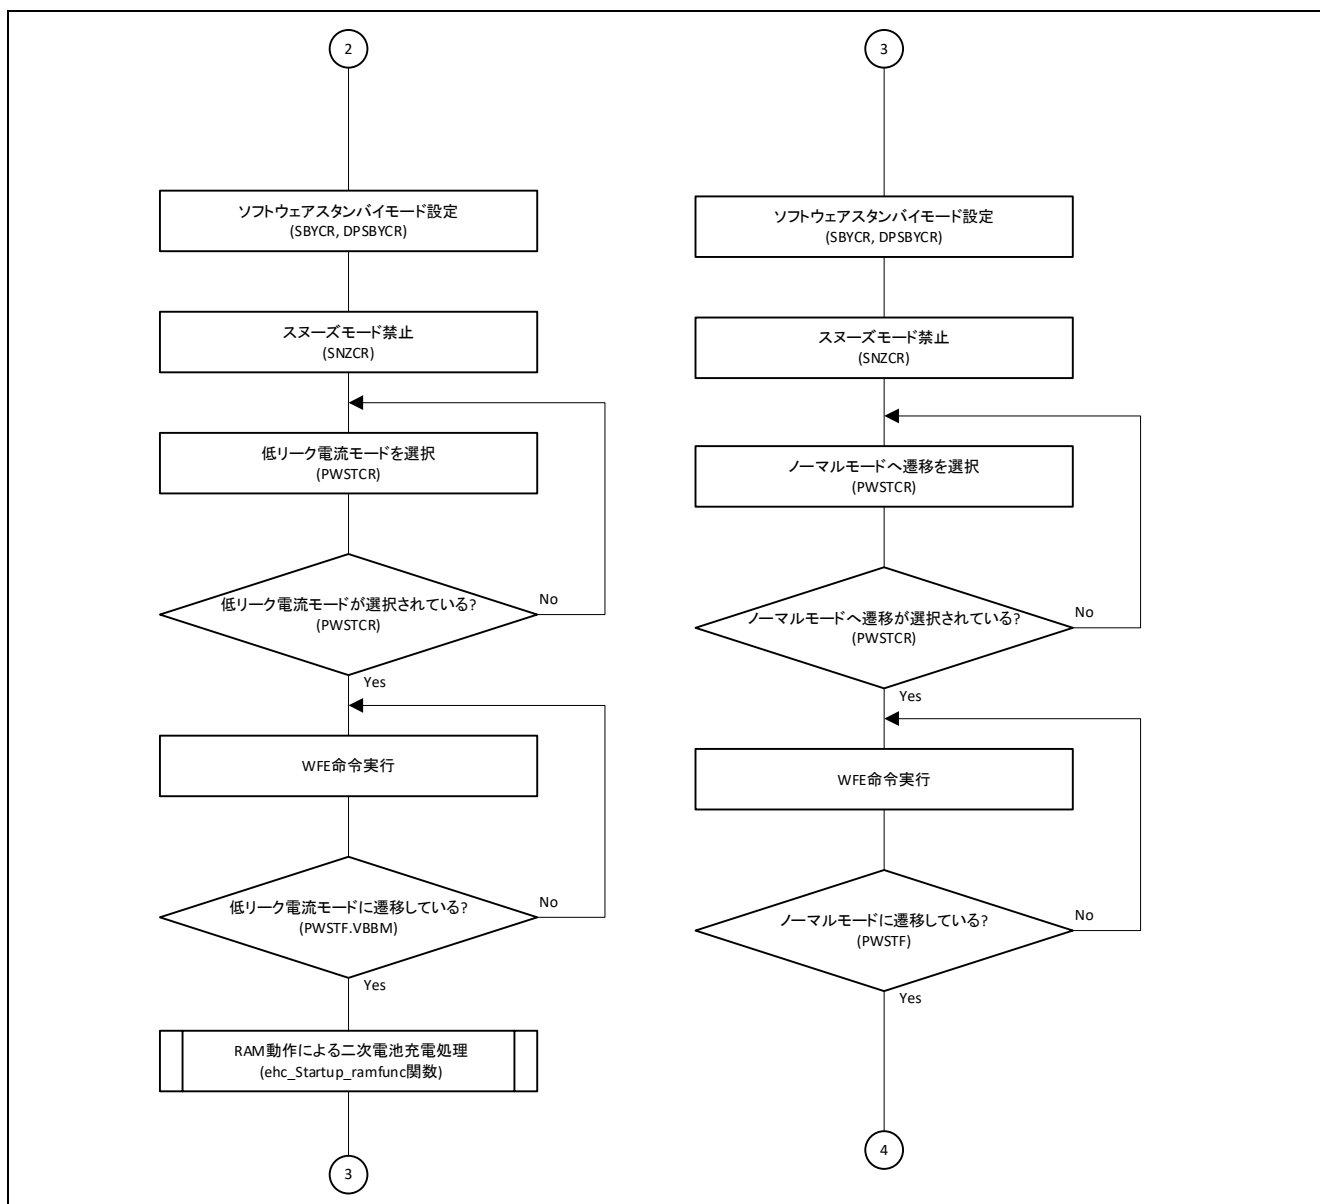 2
ソフトウェアスタンバイモード設定
(SBYCR, DPSBYCR)
スヌーズモード禁止
(SNZCR)
低リーク電流モードを選択
(PWSTCR)
低リーク電流モードが選択されている?
(PWSTCR)
No
Yes
WFE命令実行
低リーク電流モードに遷移している?
(PWSTF.VBBM)
No
Yes
RAM動作による二次電池充電処理
(ehc_Startup_ramfunc関数)
3
3
ソフトウェアスタンバイモード設定
(SBYCR, DPSBYCR)
スヌーズモード禁止
(SNZCR)
ノーマルモードへ遷移を選択
(PWSTCR)
ノーマルモードへ遷移が選択されている?
(PWSTCR)
No
Yes
WFE命令実行
ノーマルモードに遷移している?
(PWSTF)
No
Yes
4